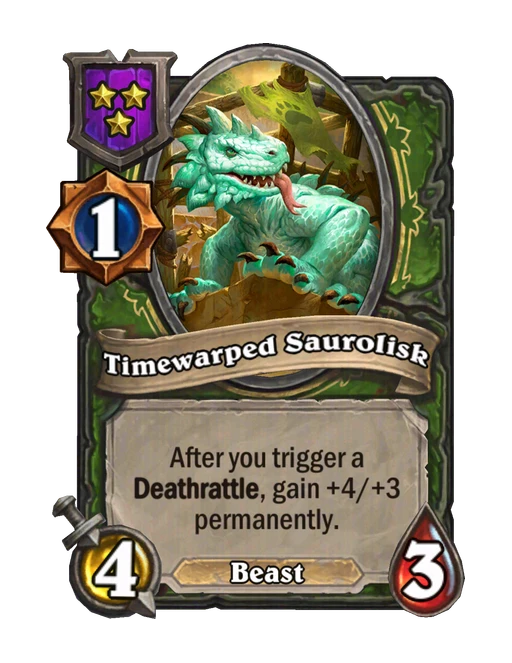 1
Timewarped Saurolisk
After you trigger a
Deathrattle, gain +4/+3
permanently.
4
Beast
3